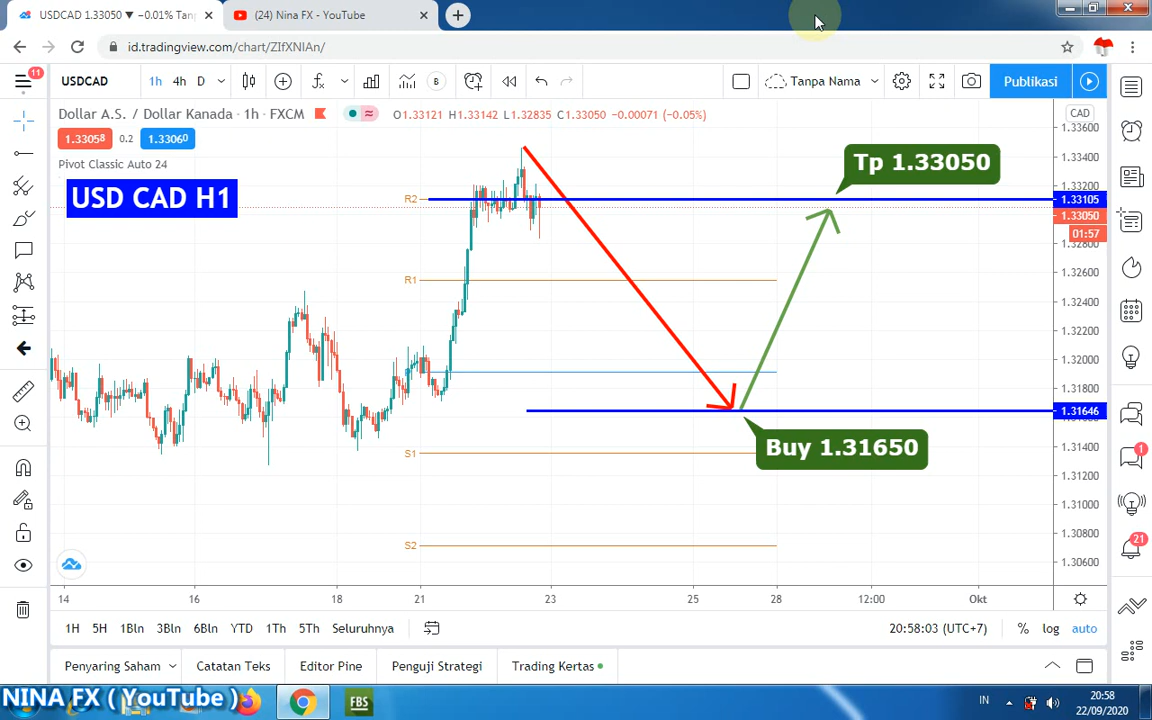 USDCAD 1.33050 ▼ −0.01% Tan
(24) Nina FX - YouTube
id.tradingview.com/chart/ZIfXNIAn/
11
USDCAD
1h 4h D
Tanpa Nama
Publikasi
Dollar A.S. / Dollar Kanada · 1h · FXCM
O1.33121 H1.33142 L1.32835 C1.33050 −0.00071 (−0.05%)
CAD
1.33058 0.2 1.33060
Pivot Classic Auto 24
USD CAD H1
Tp 1.33050
R2
R1
P
S1
S2
Buy 1.31650
1.33600
1.33400
1.33200
1.33105
1.33050
01:57
1.32800
1.32600
1.32400
1.32200
1.32000
1.31800
1.31646
1.31400
1.31200
1.31000
1.30800
1.30600
1
21
14 16 18 21 23 25 28 12:00 Okt
1H 5H 1Bln 3Bln 6Bln YTD 1Th 5Th Seluruhnya
20:58:03 (UTC+7) % log auto
Penyaring Saham Catatan Teks Editor Pine Penguji Strategi Trading Kertas
NINA FX ( YouTube )
FBS
IN
20:58
22/09/2020